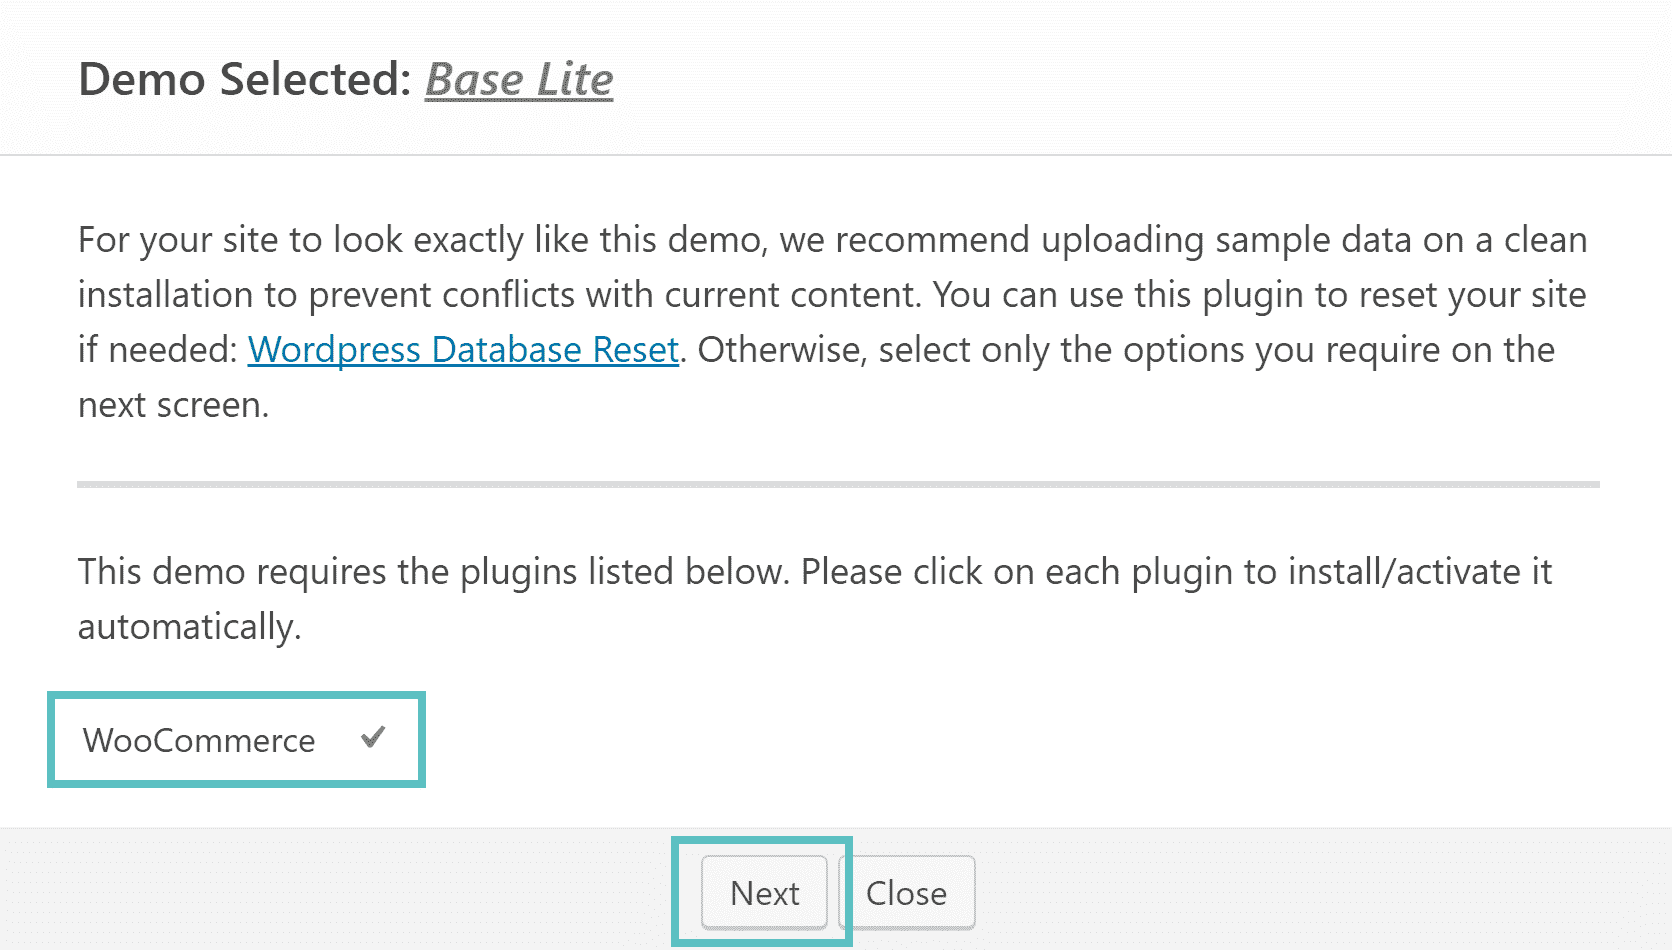 Demo Selected: Base Lite
For your site to look exactly like this demo, we recommend uploading sample data on a clean
installation to prevent conflicts with current content. You can use this plugin to reset your site
if needed: Wordpress Database Reset. Otherwise, select only the options you require on the
next screen.
This demo requires the plugins listed below. Please click on each plugin to install/activate it
automatically.
WooCommerce ✔
Next Close